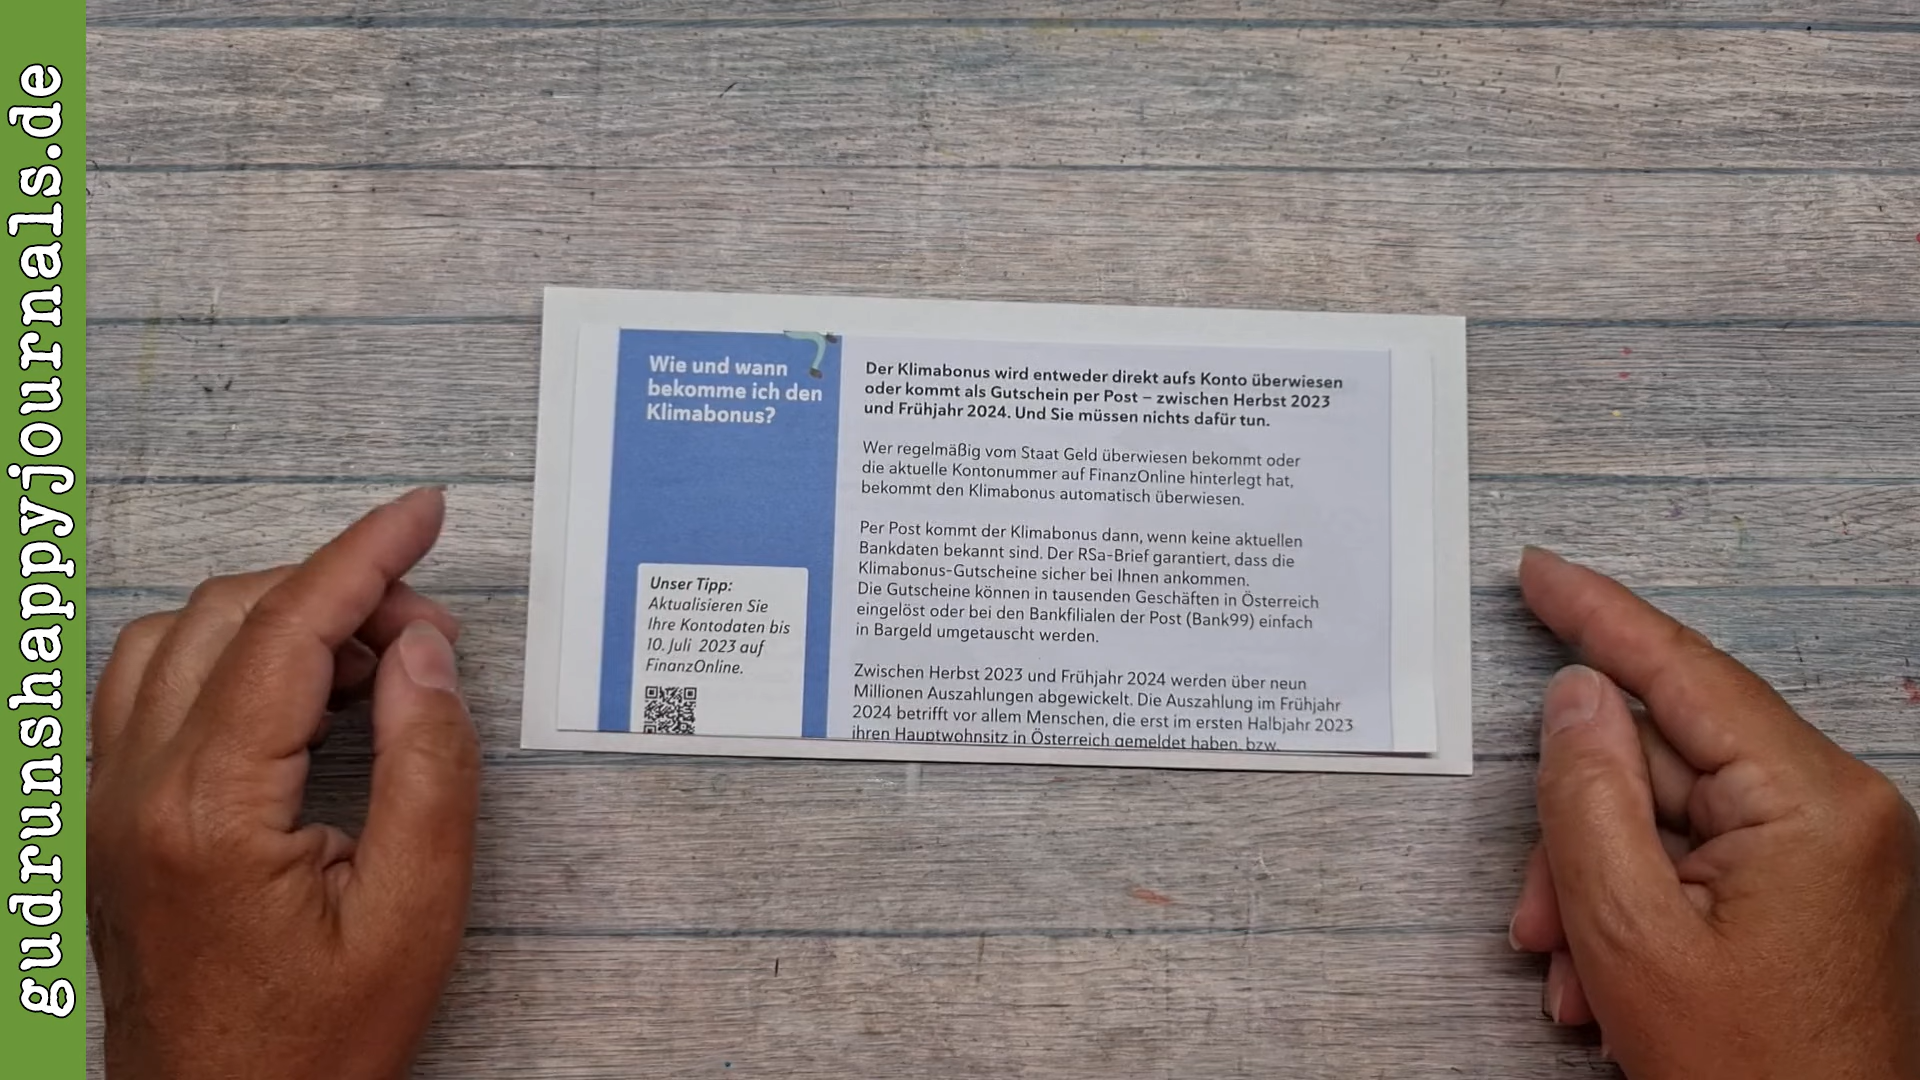 gudrunshappyjournals.de
Wie und wann
bekomme ich den
Klimabonus?
Unser Tipp:
Aktualisieren Sie
Ihre Kontodaten bis
10. Juli 2023 auf
FinanzOnline.
Der Klimabonus wird entweder direkt aufs Konto überwiesen
oder kommt als Gutschein per Post – zwischen Herbst 2023
und Frühjahr 2024. Und Sie müssen nichts dafür tun.
Wer regelmäßig vom Staat Geld überwiesen bekommt oder
die aktuelle Kontonummer auf FinanzOnline hinterlegt hat,
bekommt den Klimabonus automatisch überwiesen.
Per Post kommt der Klimabonus dann, wenn keine aktuellen
Bankdaten bekannt sind. Der RSa-Brief garantiert, dass die
Klimabonus-Gutscheine sicher bei Ihnen ankommen.
Die Gutscheine können in tausenden Geschäften in Österreich
eingelöst oder bei den Bankfilialen der Post (Bank99) einfach
in Bargeld umgetauscht werden.
Zwischen Herbst 2023 und Frühjahr 2024 werden über neun
Millionen Auszahlungen abgewickelt. Die Auszahlung im Frühjahr
2024 betrifft vor allem Menschen, die erst im ersten Halbjahr 2023
ihren Hauptwohnsitz in Österreich gemeldet haben, bzw.